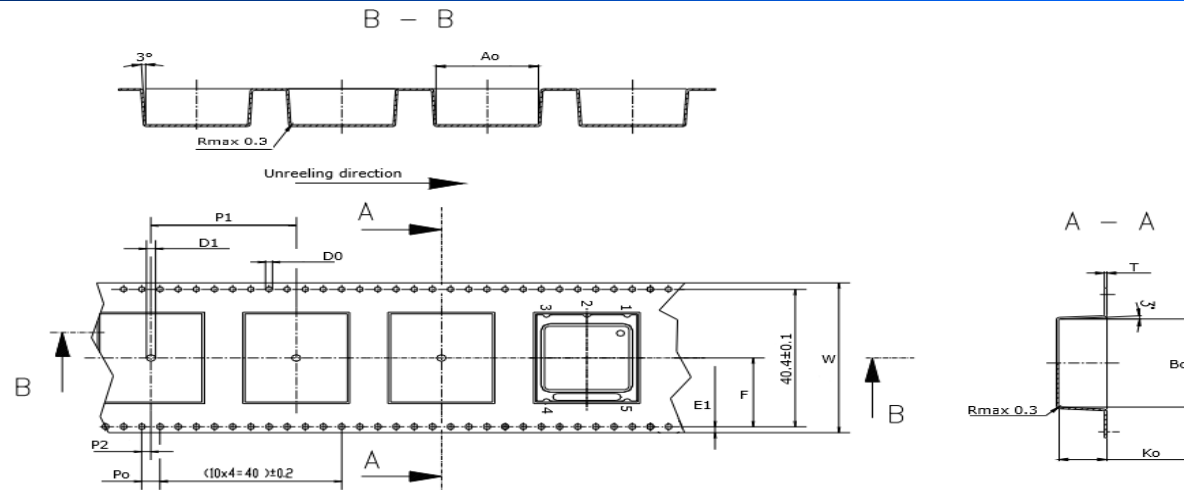 B - B
3°
Ao
Rmax 0.3
Unreeling direction
P1
A
A - A
D1
D0
T
3°
3
2
1
40.4±0.1
W
B
F
Bo
B
E1
Rmax 0.3
4
5
P2
A
Po
(10x4=40 )±0.2
Ko